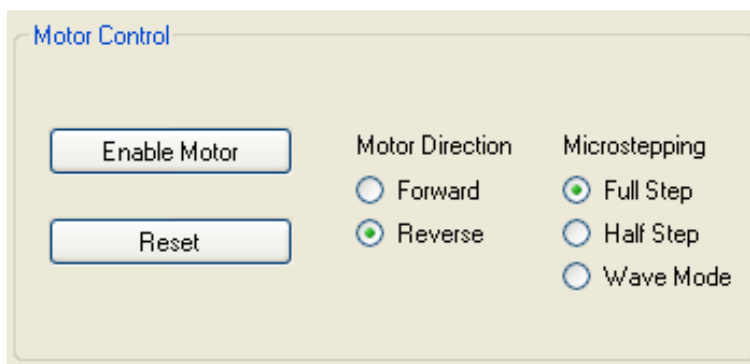 Motor Control
Enable Motor
Reset
Motor Direction
Forward
Reverse
Microstepping
Full Step
Half Step
Wave Mode